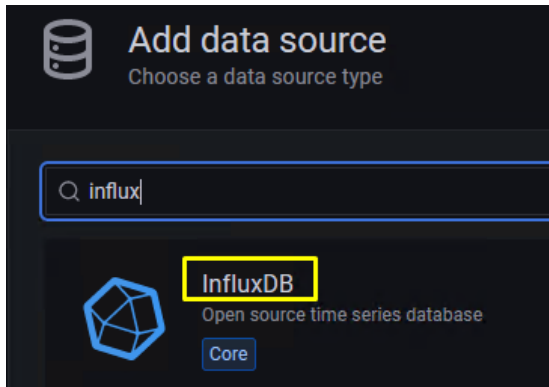 Add data source
Choose a data source type
influx
InfluxDB
Open source time series database
Core